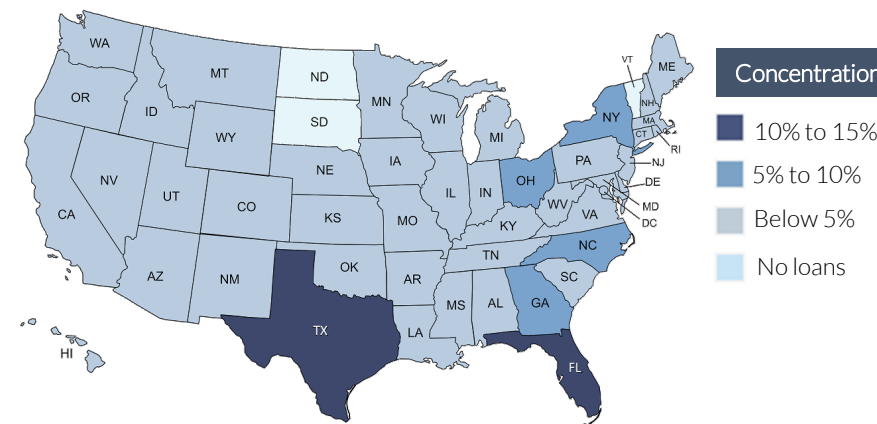 WA
OR
CA
NV
ID
MT
WY
UT
CO
AZ
NM
ND
SD
NE
KS
OK
TX
MN
IA
MO
AR
LA
WI
IL
MI
IN
OH
KY
TN
MS
AL
GA
FL
SC
NC
VA
WV
PA
NY
VT
NH
ME
MA
CT
RI
NJ
DE
MD
DC
HI
Concentration
10% to 15%
5% to 10%
Below 5%
No loans